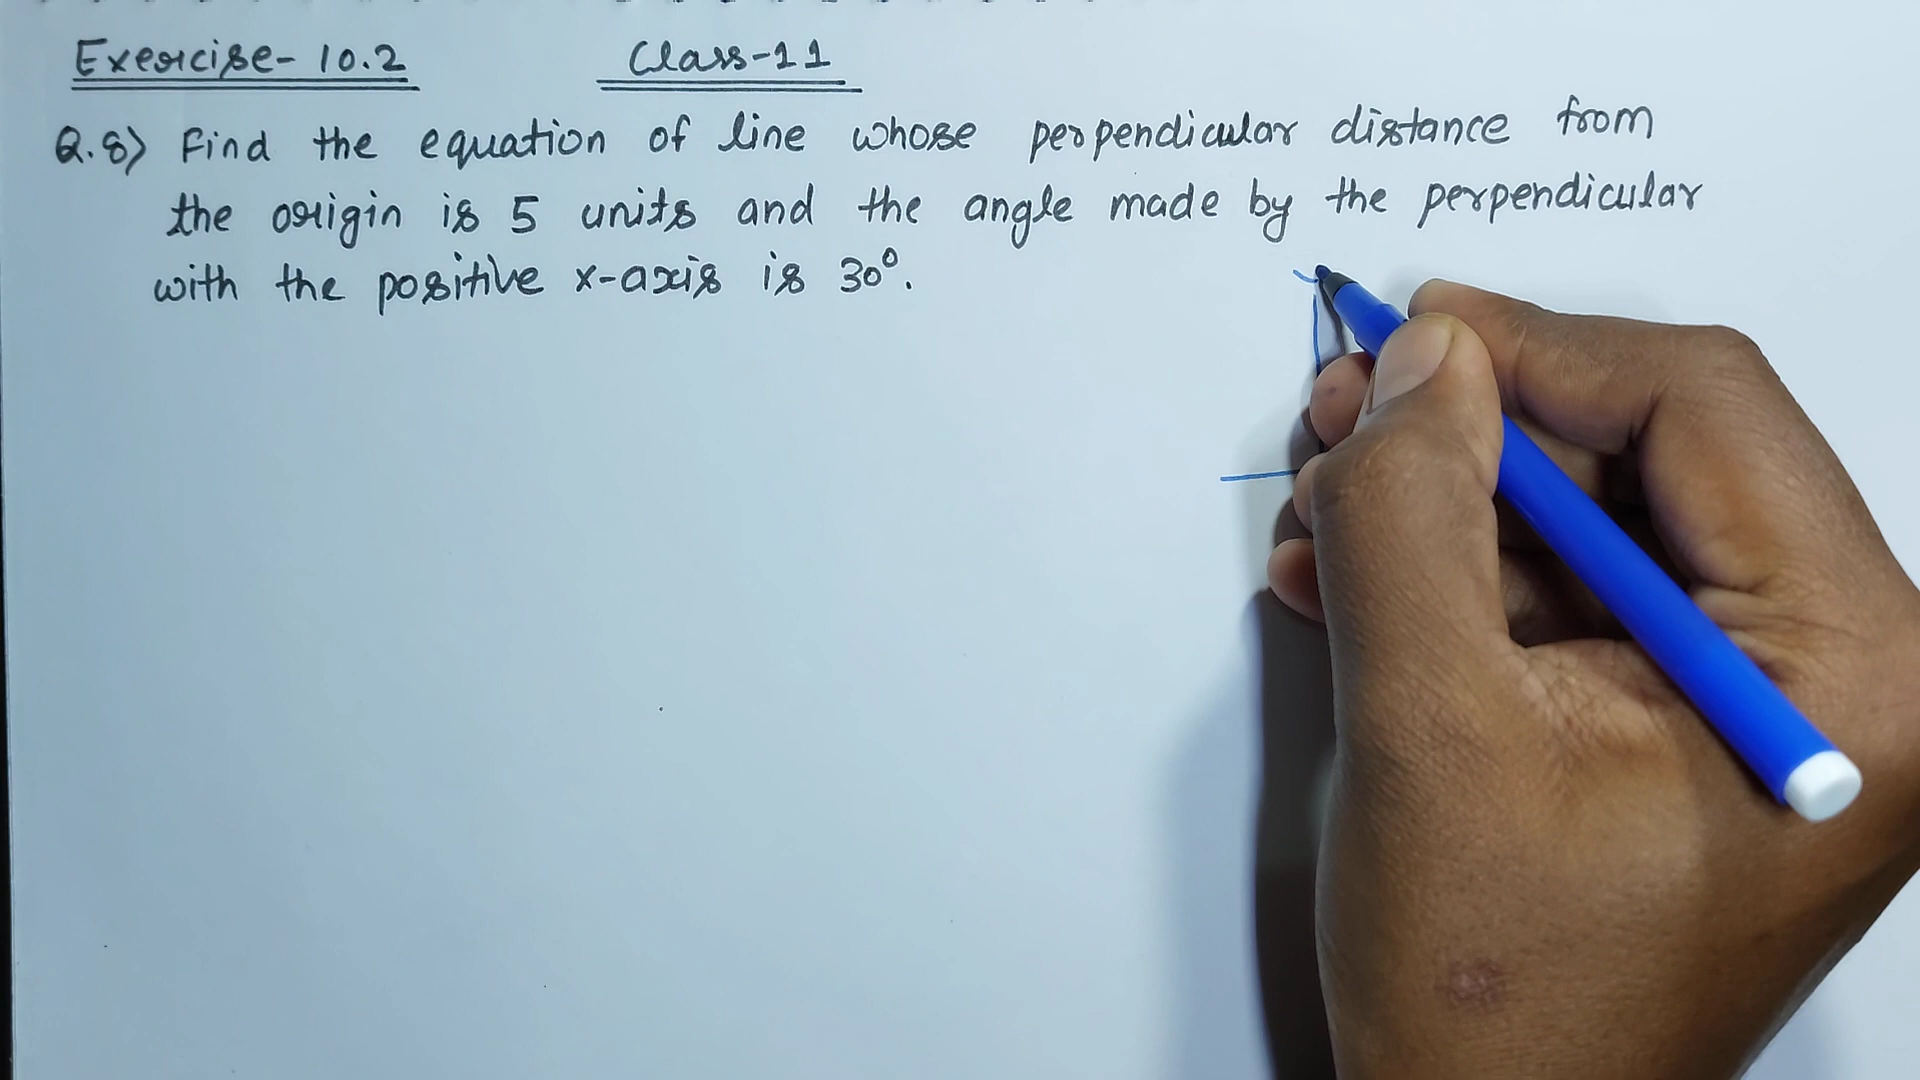 Exercise- 10.2 Class-11
Q.8) Find the equation of line whose perpendicular distance from
the origin is 5 units and the angle made by the perpendicular
with the positive x-axis is 30°.